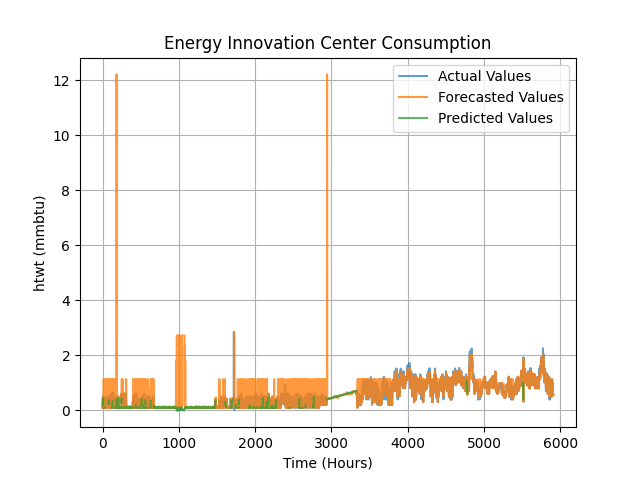 Energy Innovation Center Consumption
Actual Values
Forecasted Values
Predicted Values
htwt (mmbtu)
12
10
8
6
4
2
0
0 1000 2000 3000 4000 5000 6000
Time (Hours)